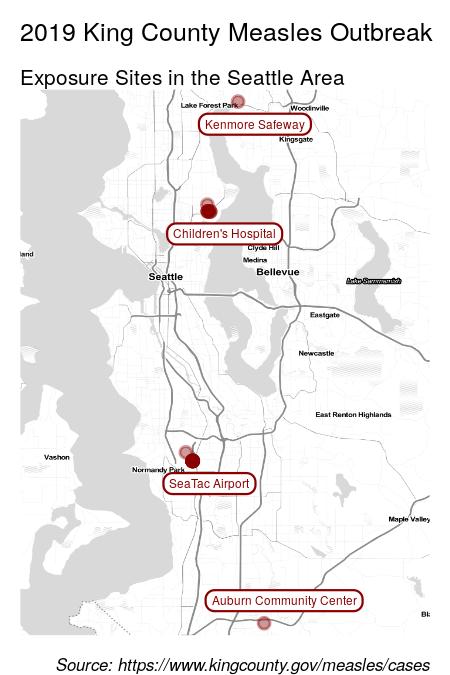 2019 King County Measles Outbreak
Exposure Sites in the Seattle Area
Lake Forest Park
Woodinville
Kenmore Safeway
Kingsgate
Children's Hospital
Clyde Hill
land
Medina
Seattle
Bellevue
Lake Sammamish
Eastgate
Newcastle
East Renton Highlands
Vashon
Normandy Park
SeaTac Airport
Maple Valley
Auburn Community Center
Bl
Source: https://www.kingcounty.gov/measles/cases